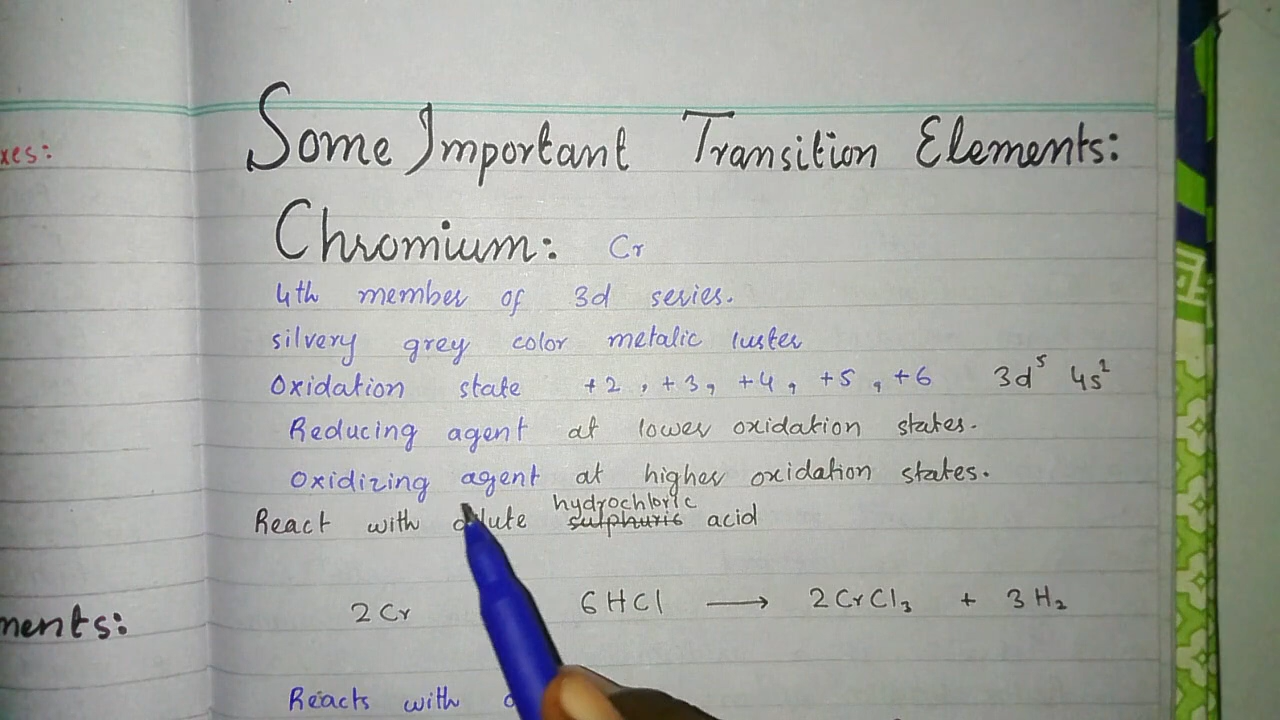 xes:
Some Important Transition Elements:
Chromium: Cr
4th member of 3d series.
silvery grey color metalic luster
Oxidation state +2, +3, +4, +5, +6 3d⁵ 4s²
Reducing agent at lower oxidation states.
Oxidizing agent at higher oxidation states.
hydrochloric
React with dilute sulphuric acid
2Cr 6HCl → 2CrCl₃ + 3H₂
ments:
Reacts with